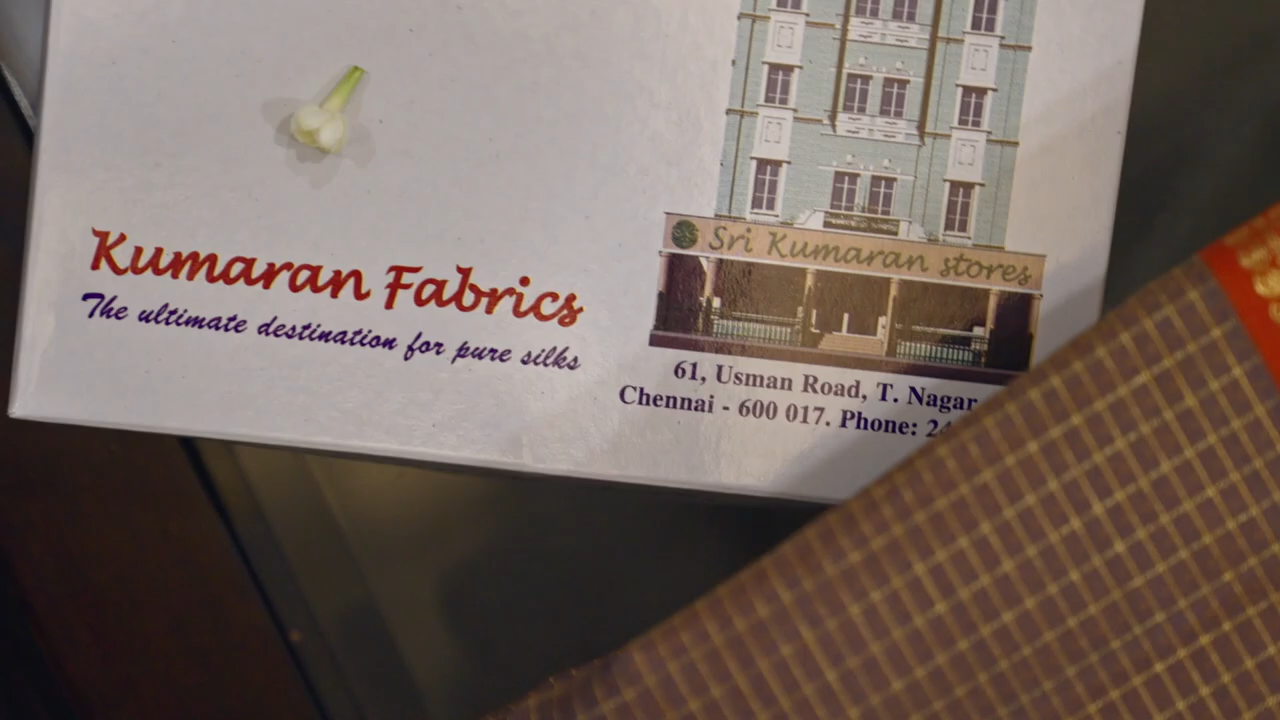 Sri Kumaran stores
Kumaran Fabrics
The ultimate destination for pure silks
61, Usman Road, T. Nagar
Chennai - 600 017. Phone: 24